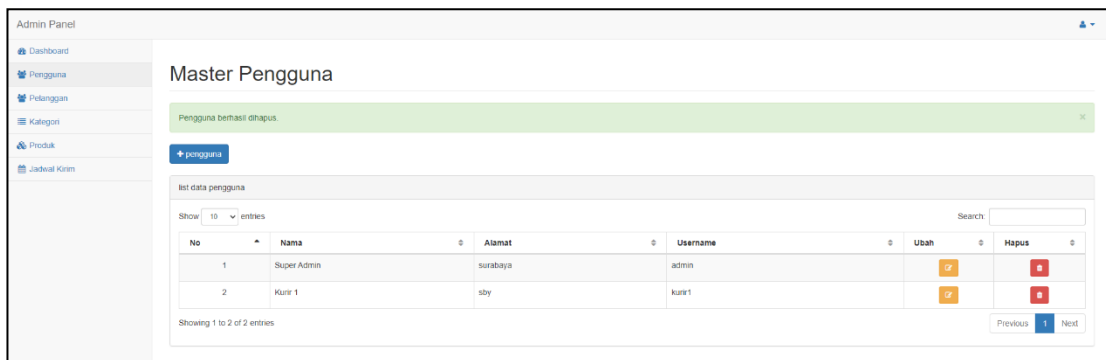 Admin Panel
Dashboard
Pengguna
Pelanggan
Kategori
Produk
Jadwal Kirim
Master Pengguna
Pengguna berhasil dihapus.
×
+ pengguna
list data pengguna
Show 10 entries
Search:
No Nama Alamat Username Ubah Hapus
1 Super Admin surabaya admin
2 Kurir 1 sby kurir1
Showing 1 to 2 of 2 entries
Previous 1 Next